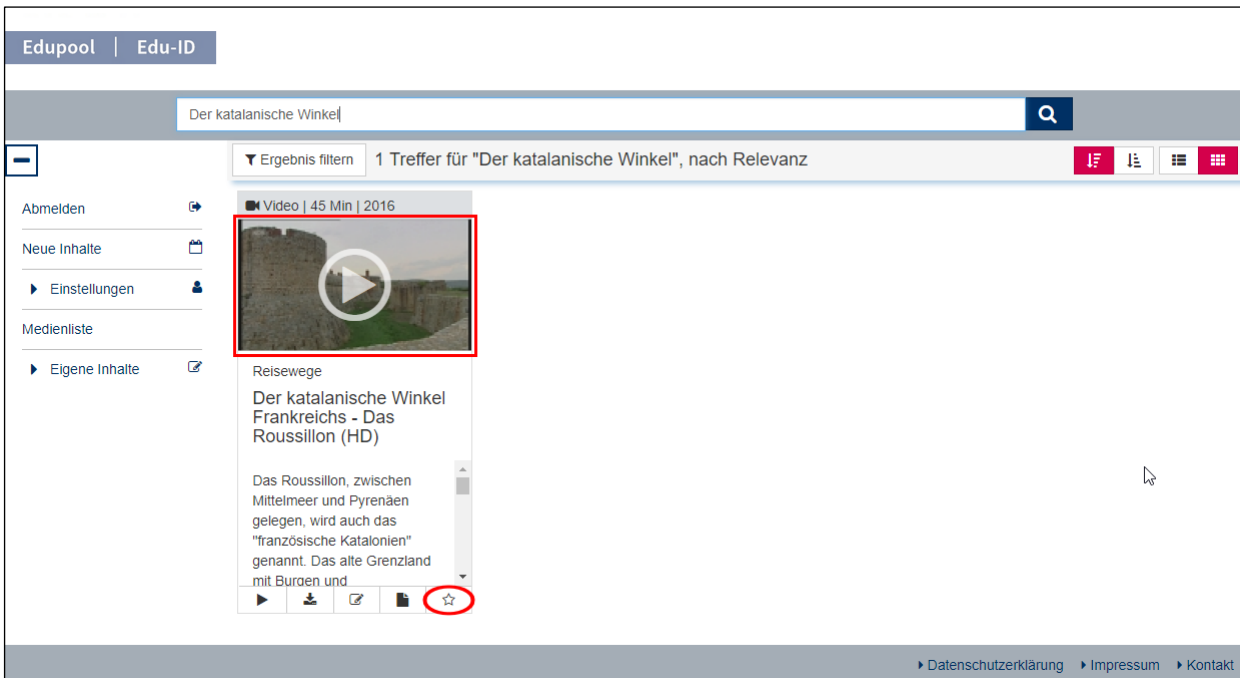 Edupool | Edu-ID
Der katalanische Winkel
Ergebnis filtern
1 Treffer für "Der katalanische Winkel", nach Relevanz
Abmelden
Neue Inhalte
Einstellungen
Medienliste
Eigene Inhalte
Video | 45 Min | 2016
Reisewege
Der katalanische Winkel
Frankreichs - Das
Roussillon (HD)
Das Roussillon, zwischen
Mittelmeer und Pyrenäen
gelegen, wird auch das
"französische Katalonien"
genannt. Das alte Grenzland
mit Burgen und
Datenschutzerklärung Impressum Kontakt